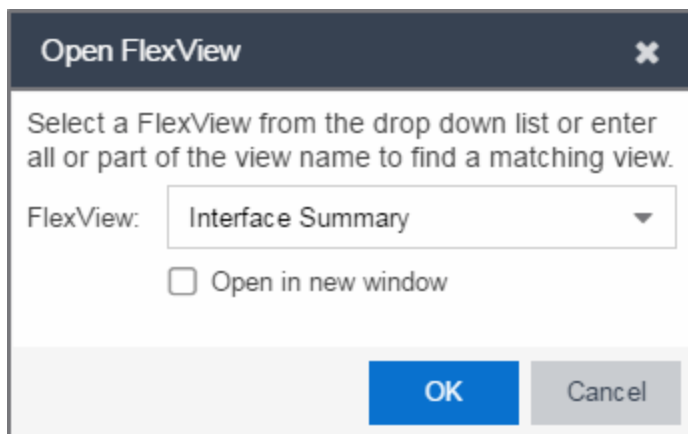 Open FlexView
Select a FlexView from the drop down list or enter
all or part of the view name to find a matching view.
FlexView: Interface Summary
Open in new window
OK Cancel